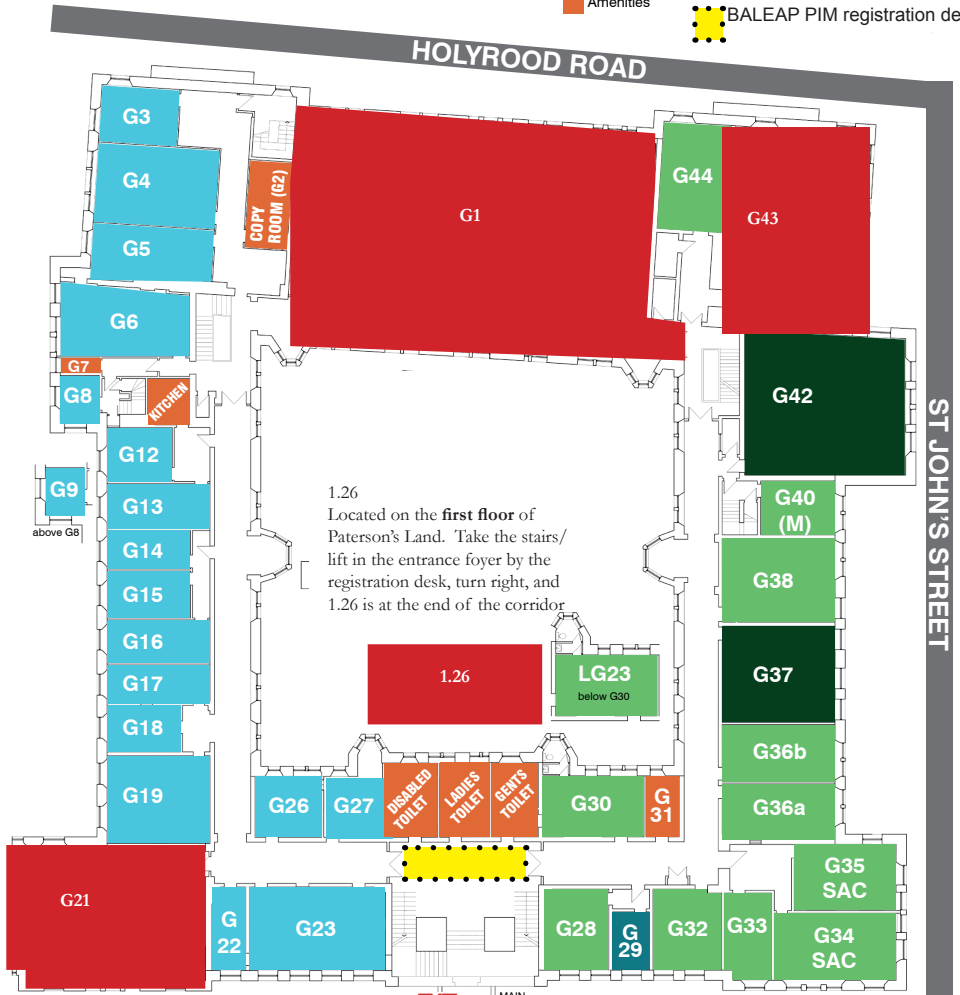 Amenities
BALEAP PIM registration de
HOLYROOD ROAD
G3
G4
G5
COPY
ROOM (G2)
G1
G44
G43
G6
G7
G8
KITCHEN
G42
ST JOHN'S STREET
G12
G9
above G8
G13
G14
G15
G16
G17
G18
G19
1.26
Located on the first floor of
Paterson's Land. Take the stairs/
lift in the entrance foyer by the
registration desk, turn right, and
1.26 is at the end of the corridor
1.26
LG23
below G30
G40
(M)
G38
G37
G36b
G36a
G26
G27
DISABLED
TOILET
LADIES
TOILET
GENTS
TOILET
G30
G
31
G21
G
22
G23
G28
G
29
G32
G33
G35
SAC
G34
SAC
MAIN